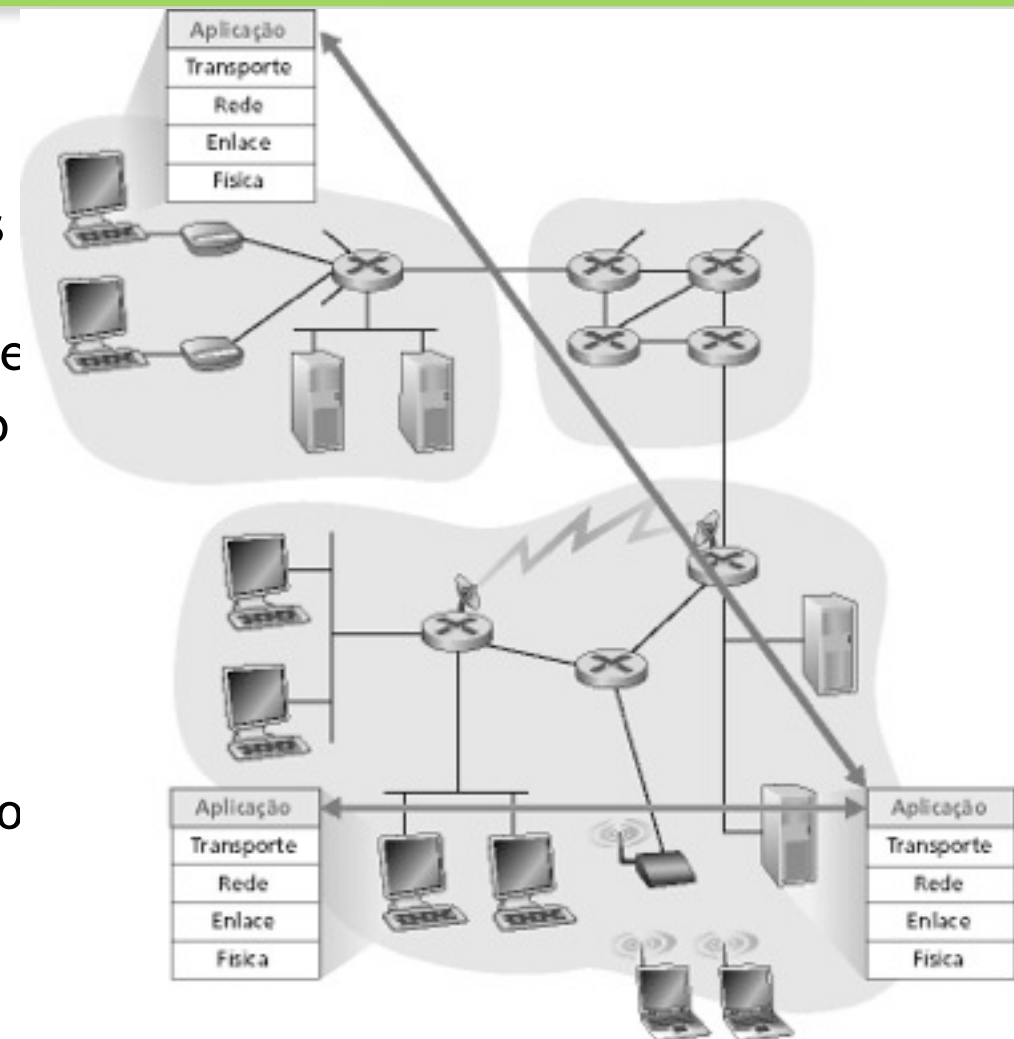 Aplicação
Transporte
Rede
Enlace
Física
s
e
o
o
Aplicação
Transporte
Rede
Enlace
Física
Aplicação
Transporte
Rede
Enlace
Física